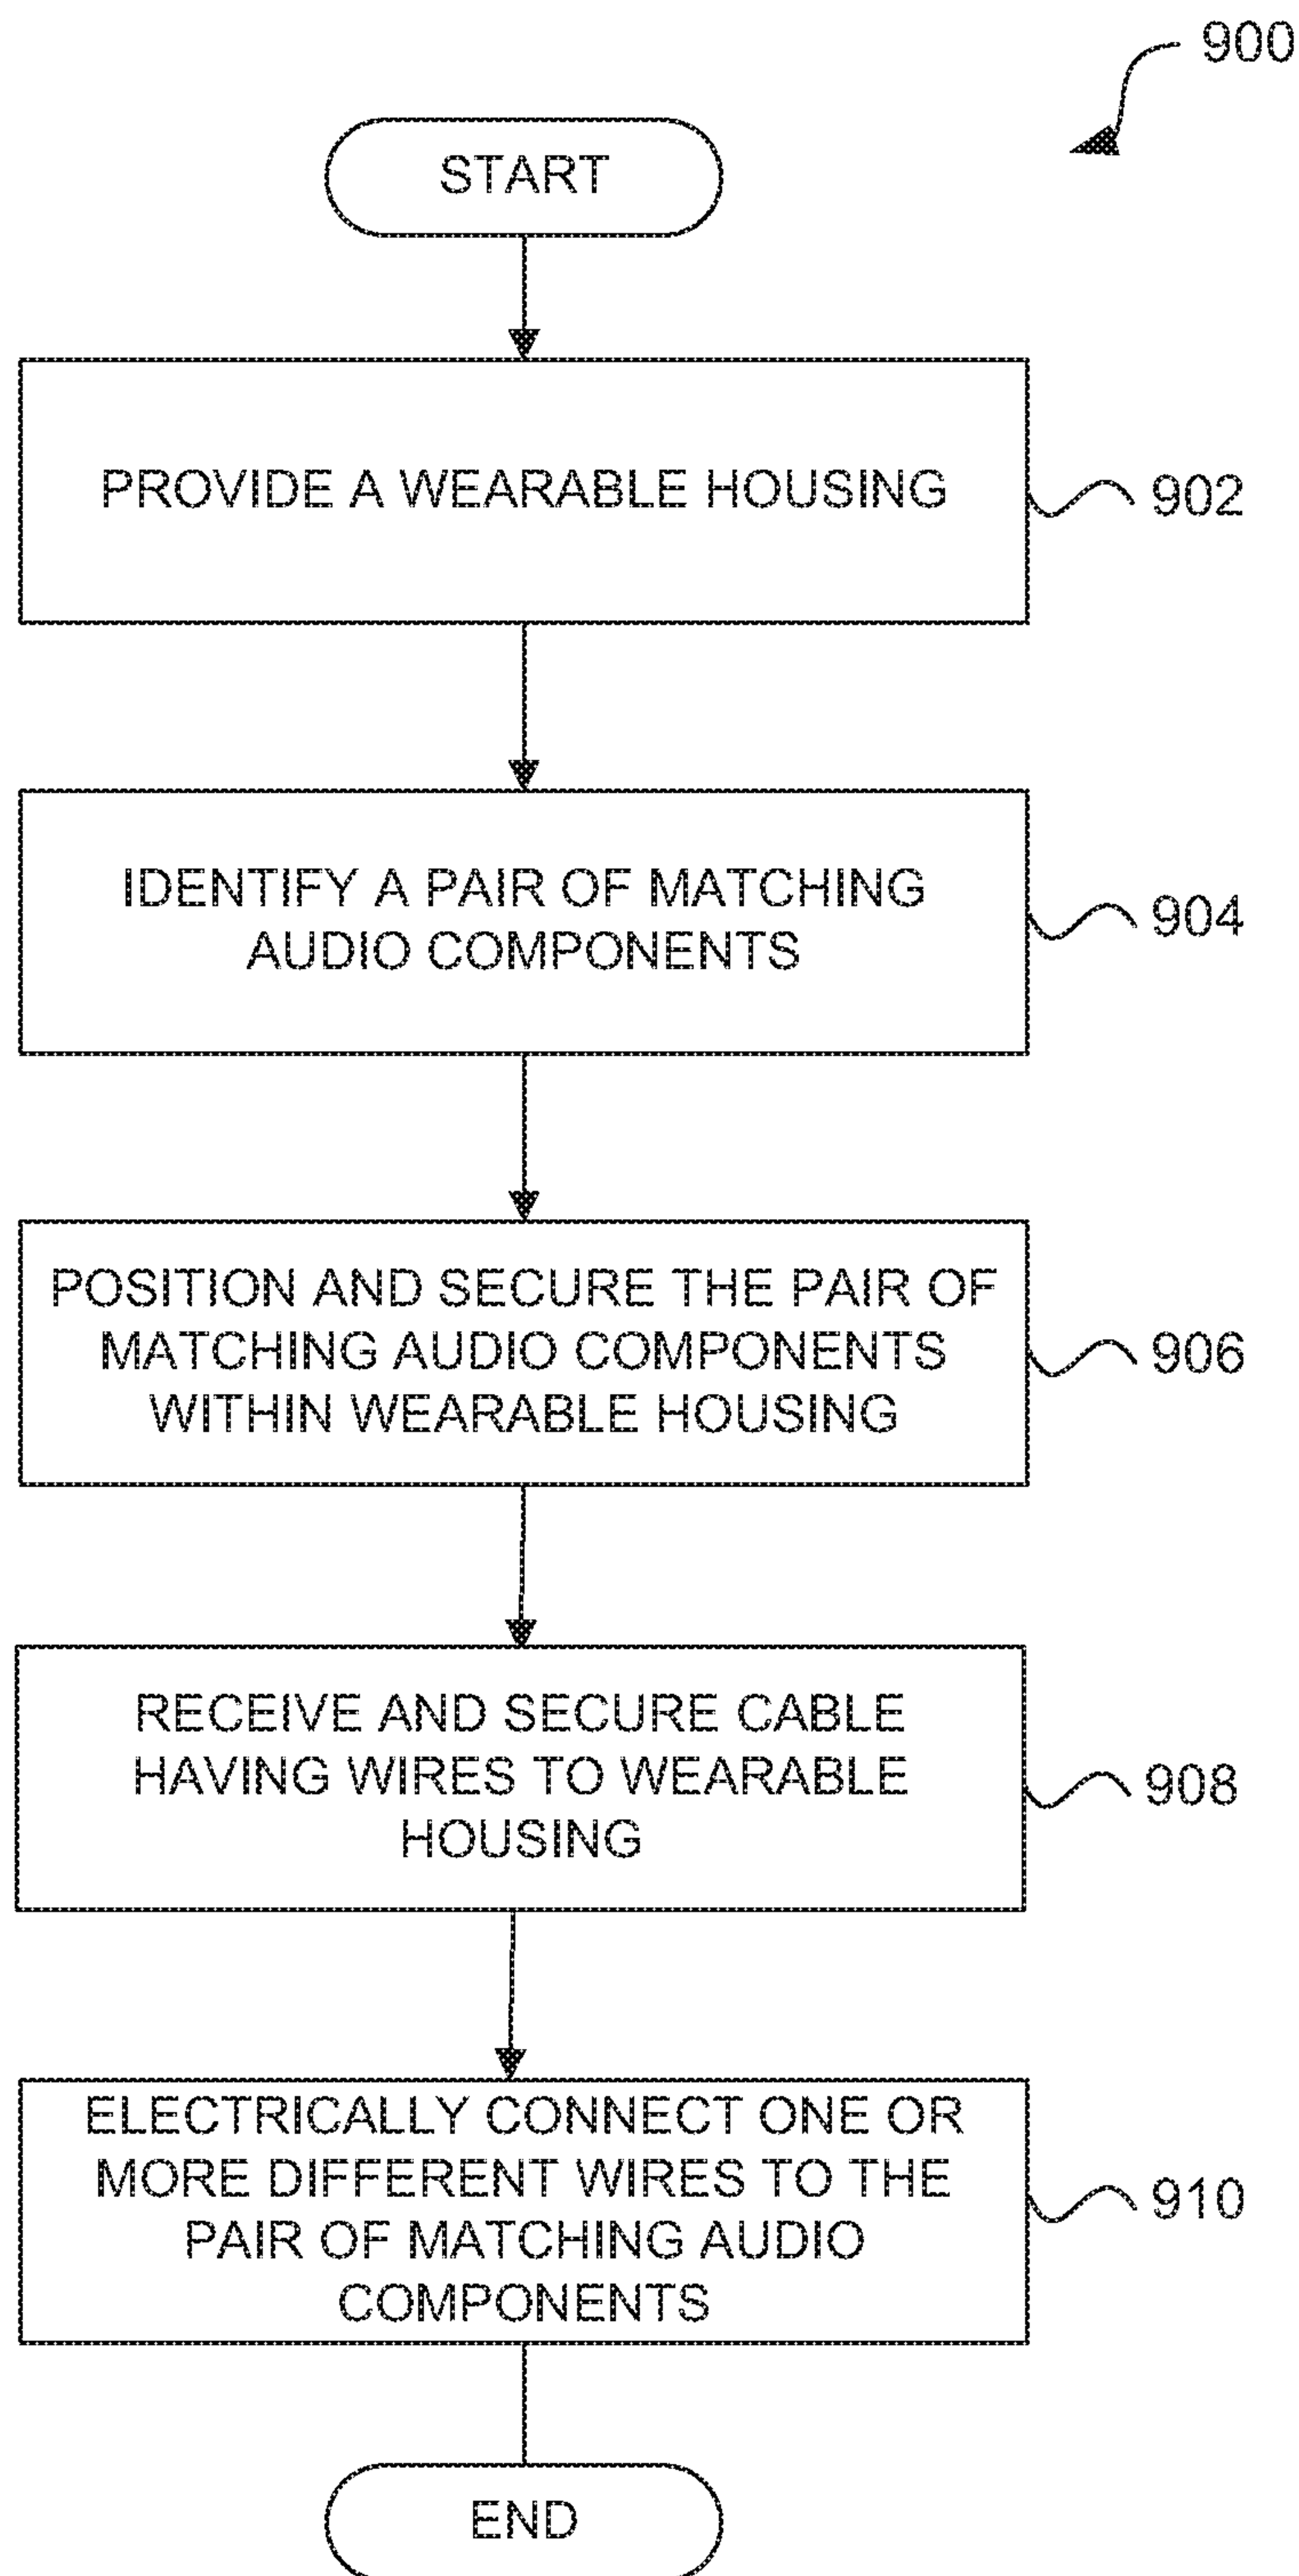 900
START
PROVIDE A WEARABLE HOUSING
902
IDENTIFY A PAIR OF MATCHING
AUDIO COMPONENTS
904
POSITION AND SECURE THE PAIR OF
MATCHING AUDIO COMPONENTS
WITHIN WEARABLE HOUSING
906
RECEIVE AND SECURE CABLE
HAVING WIRES TO WEARABLE
HOUSING
908
ELECTRICALLY CONNECT ONE OR
MORE DIFFERENT WIRES TO THE
PAIR OF MATCHING AUDIO
COMPONENTS
910
END